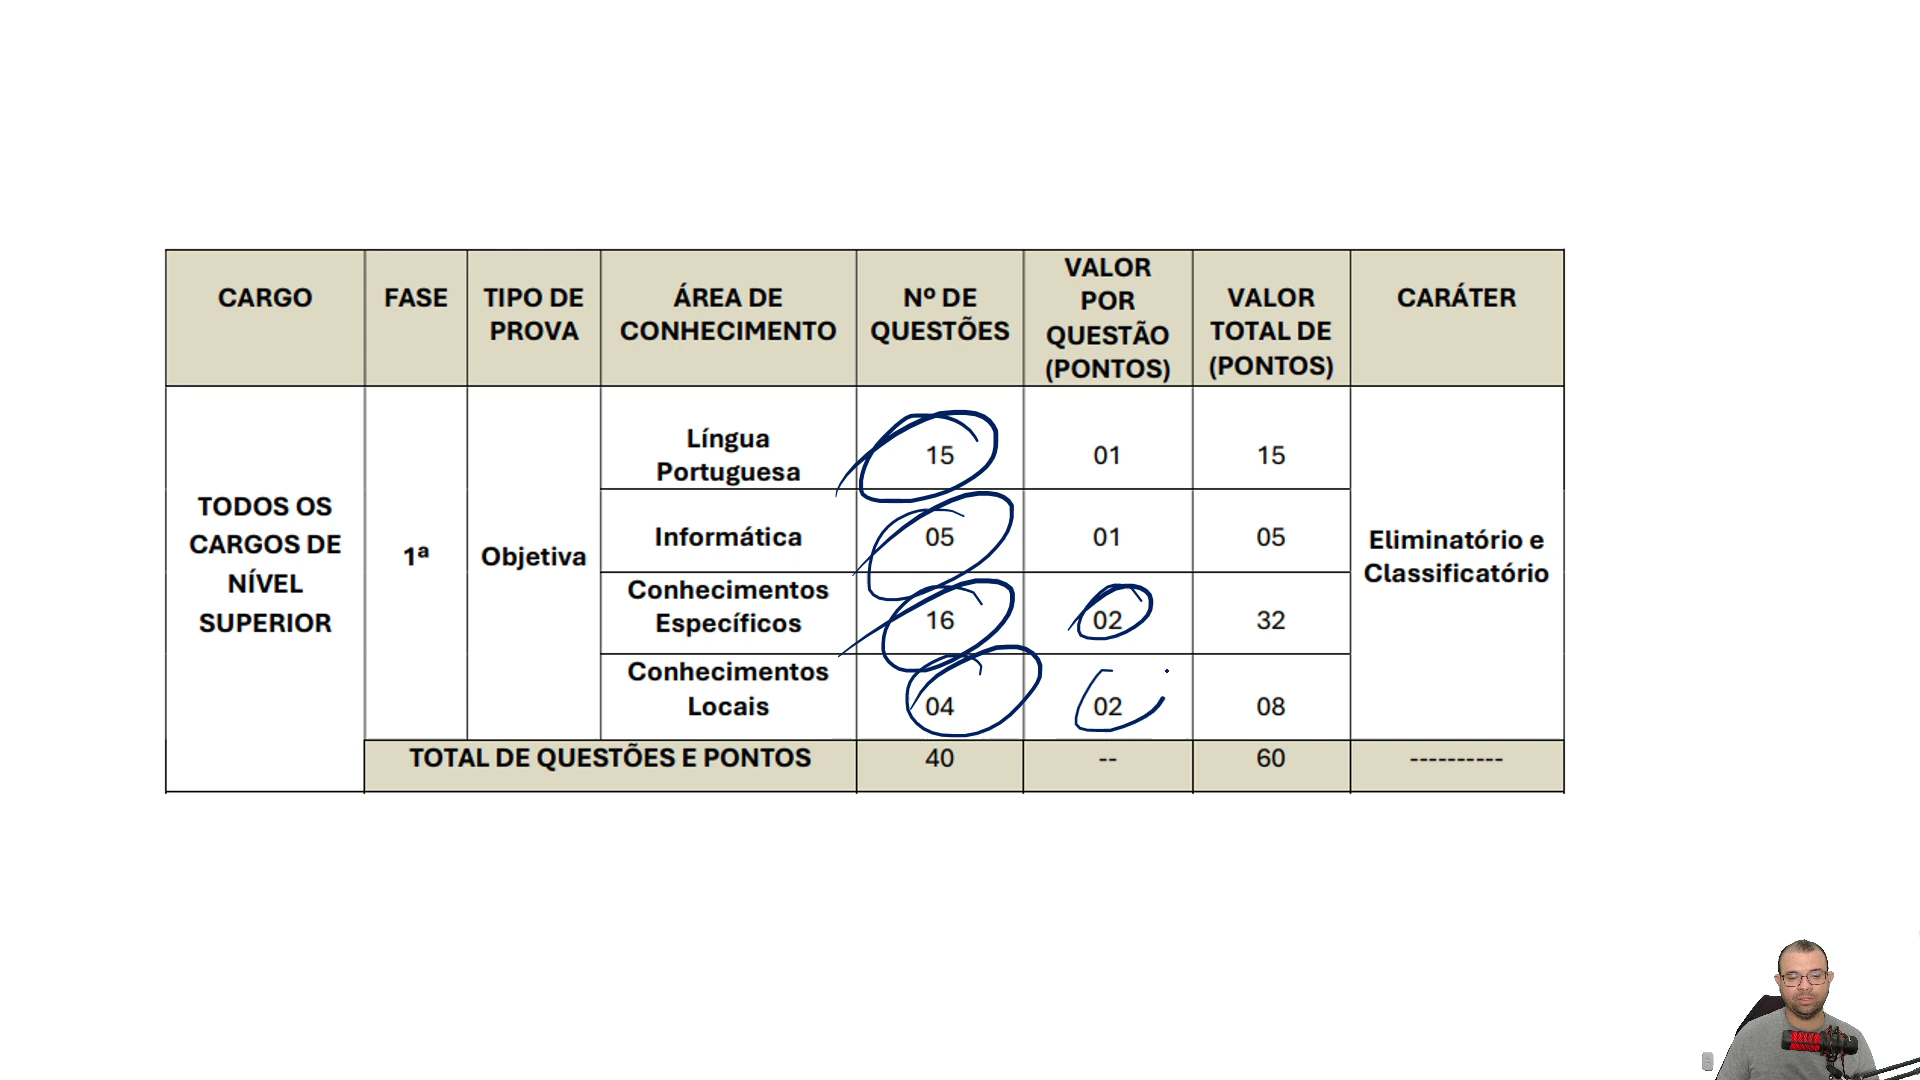 CARGO
FASE
TIPO DE
PROVA
ÁREA DE
CONHECIMENTO
Nº DE
QUESTÕES
VALOR
POR
QUESTÃO
(PONTOS)
VALOR
TOTAL DE
(PONTOS)
CARÁTER
TODOS OS
CARGOS DE
NÍVEL
SUPERIOR
1ª
Objetiva
Língua
Portuguesa
15
01
15
Informática
05
01
05
Conhecimentos
Específicos
16
02
32
Conhecimentos
Locais
04
02
08
Eliminatório e
Classificatório
TOTAL DE QUESTÕES E PONTOS
40
--
60
----------